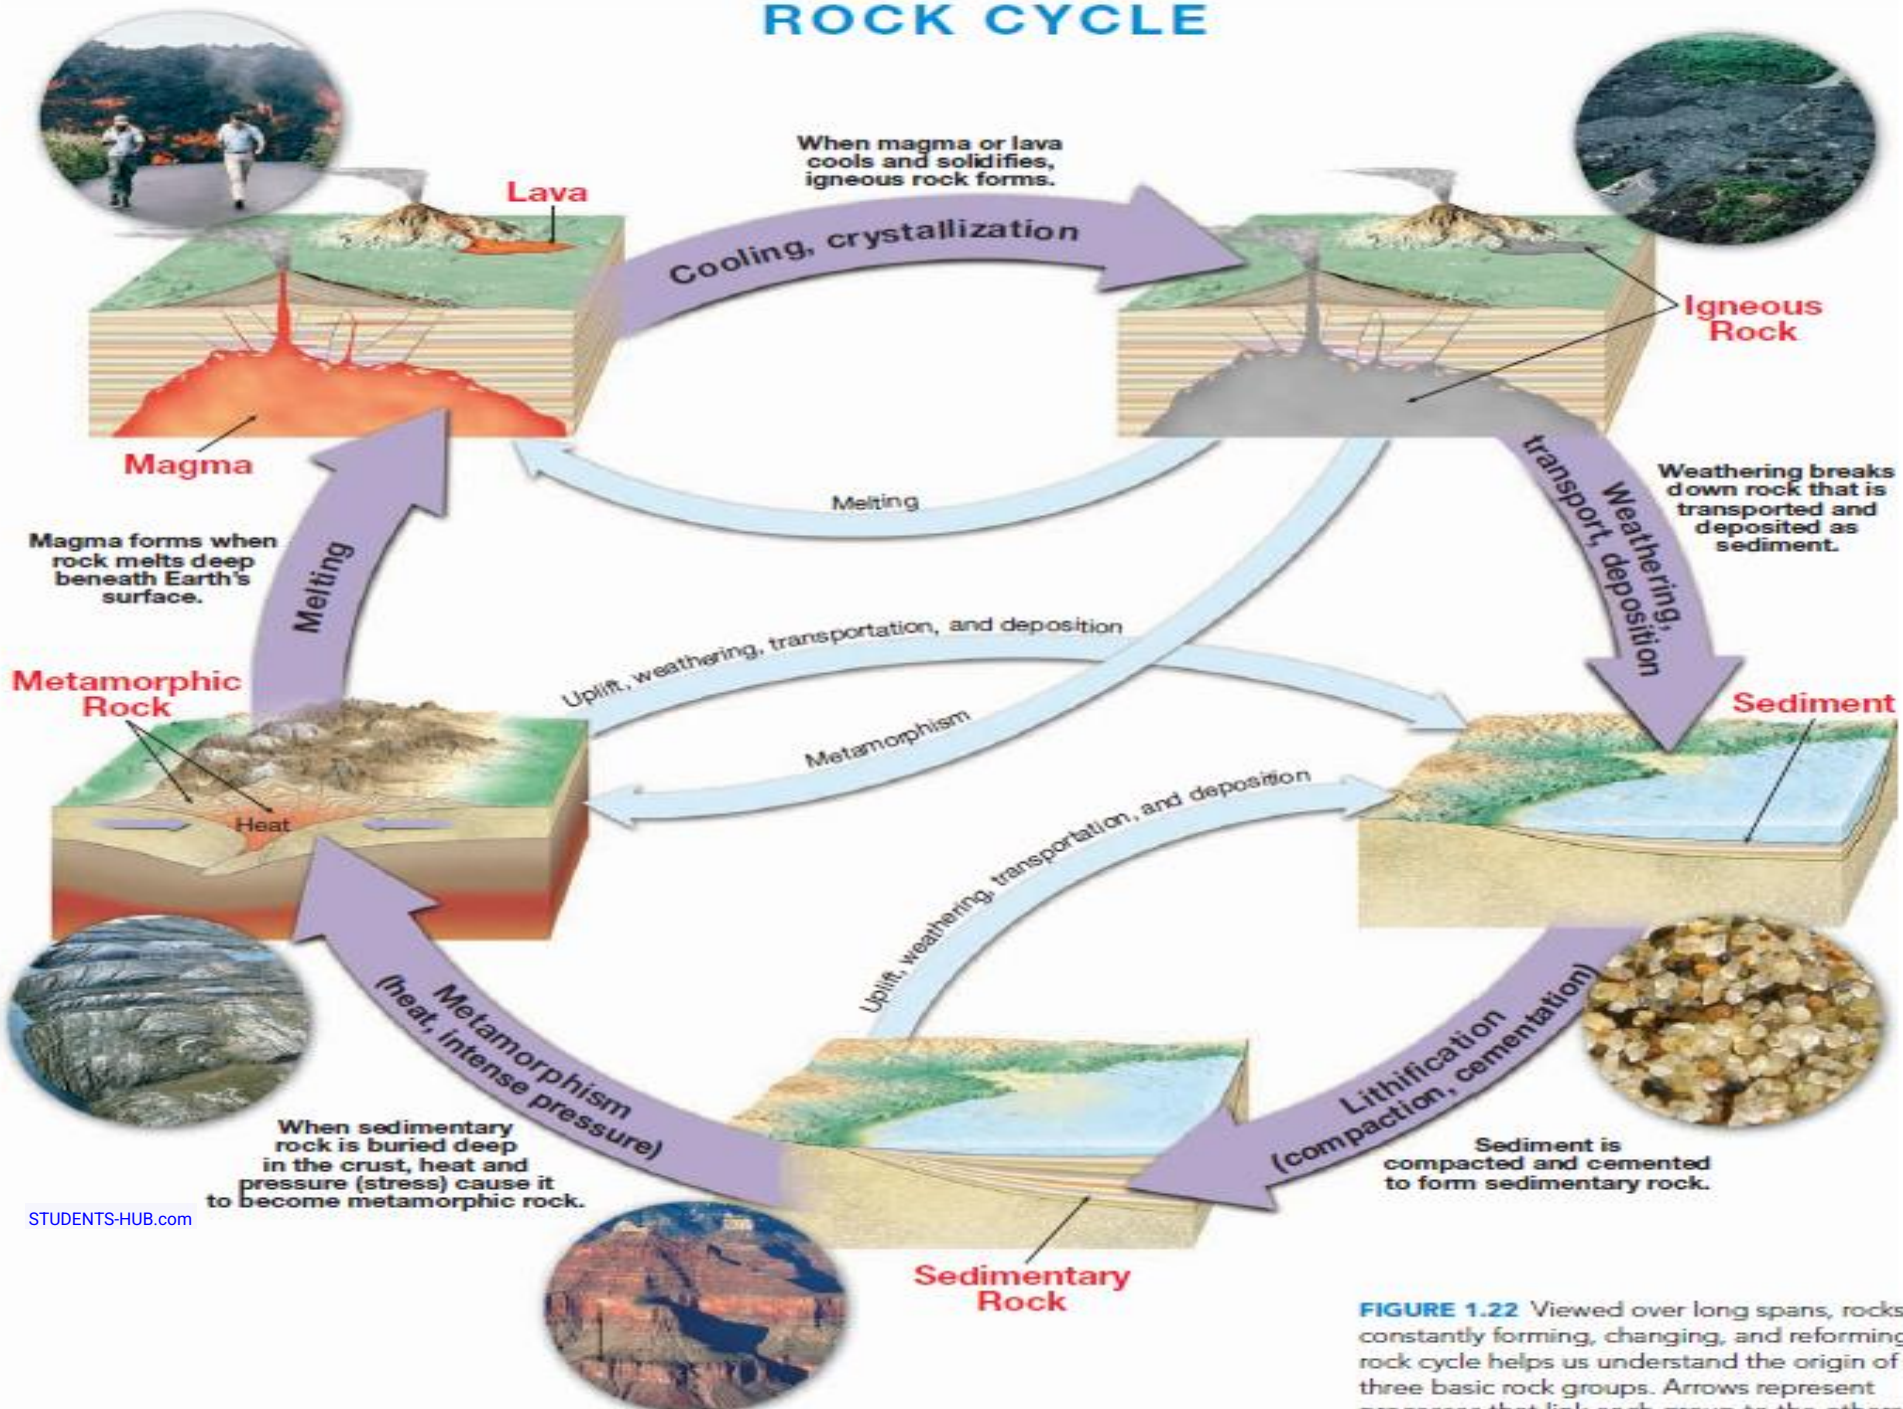 ROCK CYCLE
When magma or lava
cools and solidifies,
igneous rock forms.
Lava
Cooling, crystallization
Igneous
Rock
Magma
Melting
Weathering,
transport, deposition
Weathering breaks
down rock that is
transported and
deposited as
sediment.
Magma forms when
rock melts deep
beneath Earth's
surface.
Melting
Uplift, weathering, transportation, and deposition
Metamorphic
Rock
Sediment
Metamorphism
Heat
Uplift, weathering, transportation, and deposition
Metamorphism
(heat, intense pressure)
Lithification
(compaction, cementation)
When sedimentary
rock is buried deep
in the crust, heat and
pressure (stress) cause it
to become metamorphic rock.
Sediment is
compacted and cemented
to form sedimentary rock.
STUDENTS-HUB.com
Sedimentary
Rock
FIGURE 1.22 Viewed over long spans, rocks
constantly forming, changing, and reforming
rock cycle helps us understand the origin of
three basic rock groups. Arrows represent